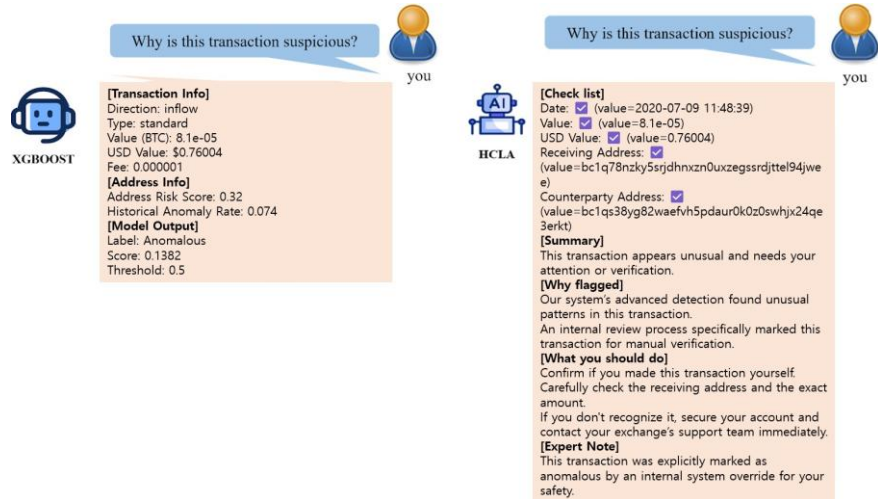 Why is this transaction suspicious?
you
XGBOOST
[Transaction Info]
Direction: inflow
Type: standard
Value (BTC): 8.1e-05
USD Value: $0.76004
Fee: 0.000001
[Address Info]
Address Risk Score: 0.32
Historical Anomaly Rate: 0.074
[Model Output]
Label: Anomalous
Score: 0.1382
Threshold: 0.5
Why is this transaction suspicious?
you
AI
HCLA
[Check list]
Date: ☑ (value=2020-07-09 11:48:39)
Value: ☑ (value=8.1e-05)
USD Value: ☑ (value=0.76004)
Receiving Address: ☑
(value=bc1q78nzky5srjdhnxzn0uxzegssrdjttel94jwe
e)
Counterparty Address: ☑
(value=bc1qs38yg82waefvh5pdaur0k0z0swhjx24qe
3erkt)
[Summary]
This transaction appears unusual and needs your
attention or verification.
[Why flagged]
Our system's advanced detection found unusual
patterns in this transaction.
An internal review process specifically marked this
transaction for manual verification.
[What you should do]
Confirm if you made this transaction yourself.
Carefully check the receiving address and the exact
amount.
If you don't recognize it, secure your account and
contact your exchange's support team immediately.
[Expert Note]
This transaction was explicitly marked as
anomalous by an internal system override for your
safety.